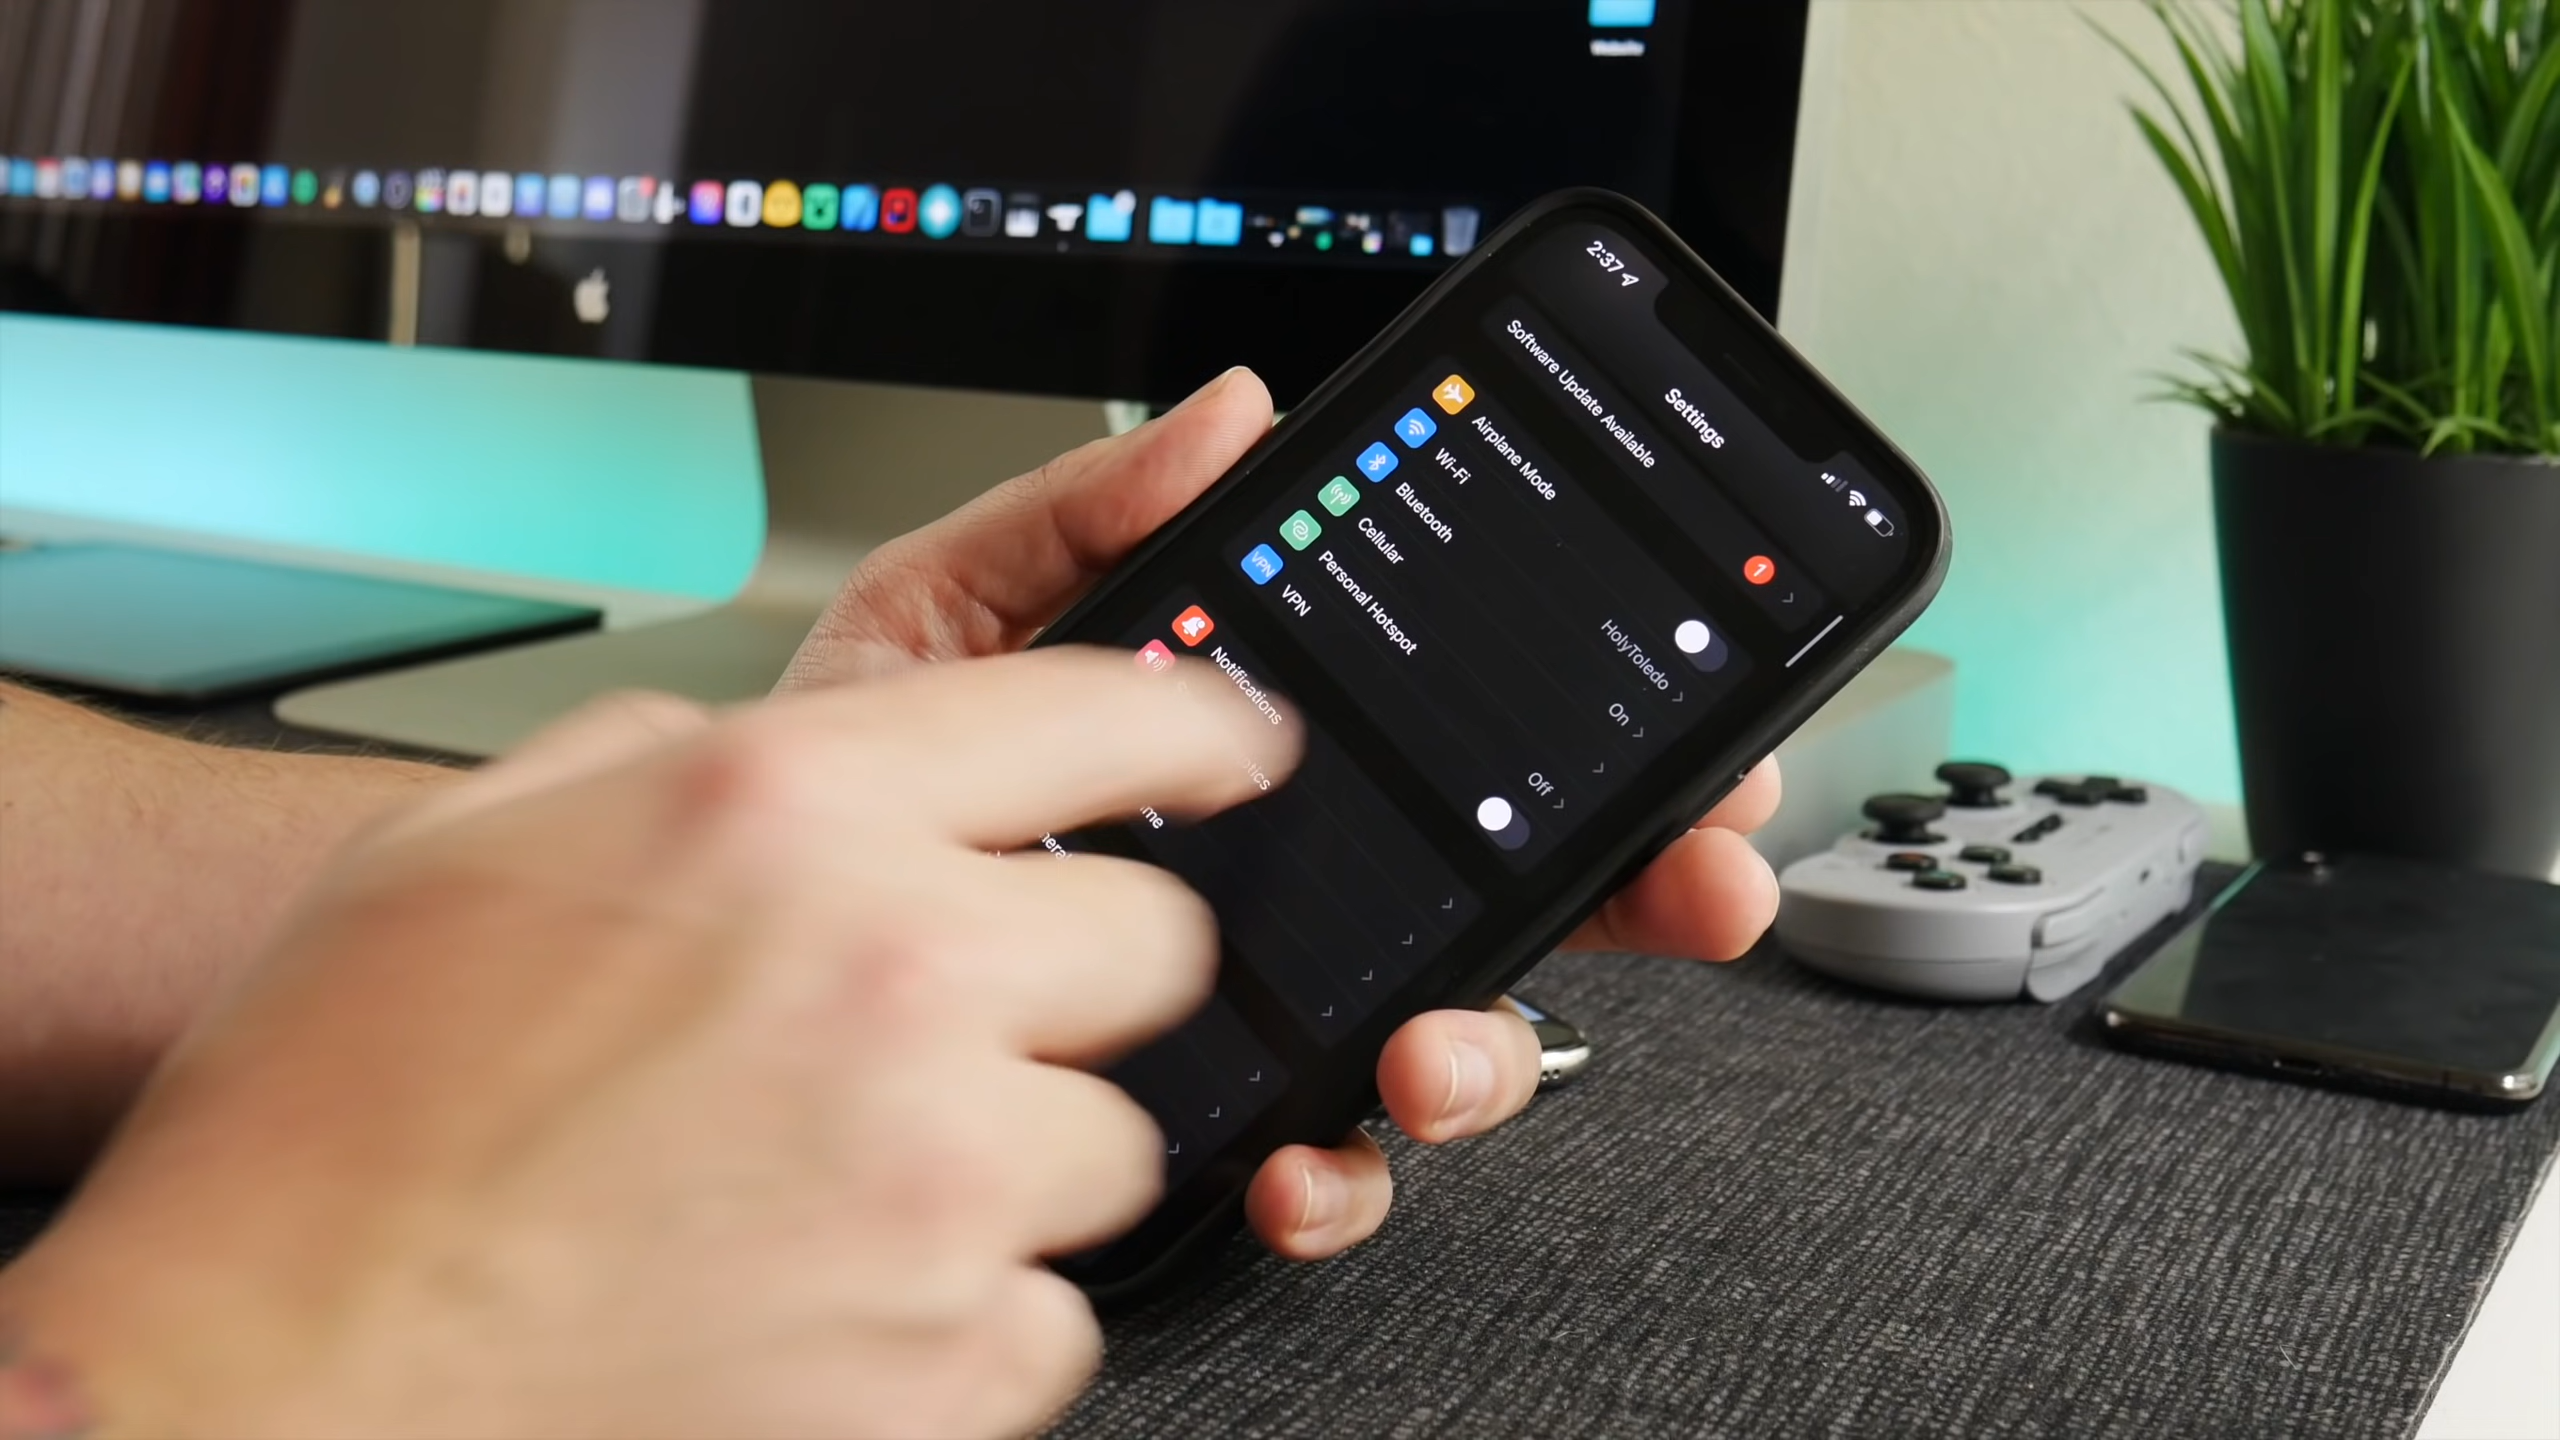 Website
2:37
Settings
Software Update Available
1
Airplane Mode
Wi-Fi
HolyToledo
Bluetooth
On
Cellular
Personal Hotspot
Off
VPN
VPN
Notifications